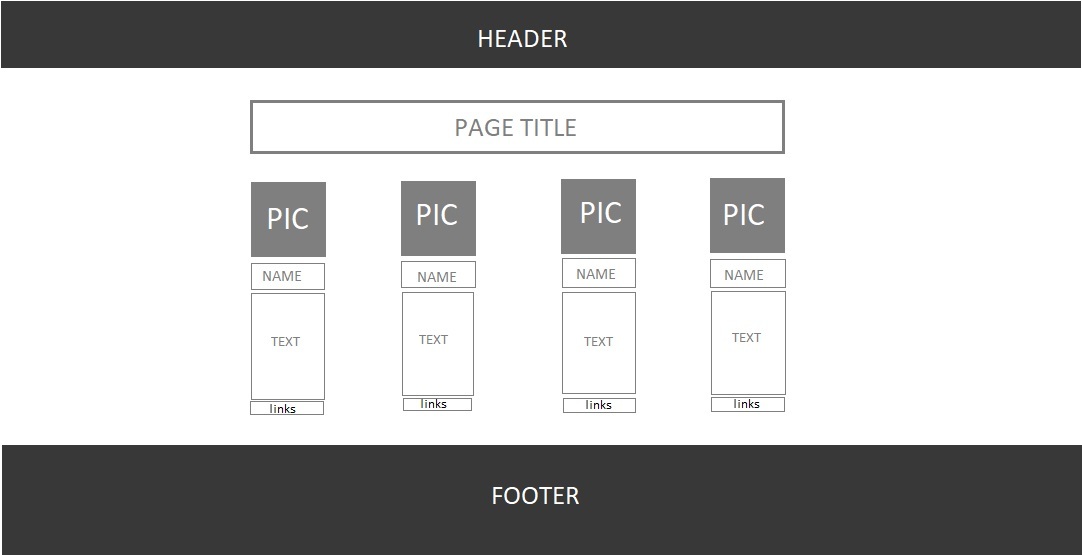 HEADER
PAGE TITLE
PIC PIC PIC PIC
NAME NAME NAME NAME
TEXT TEXT TEXT TEXT
links links links links
FOOTER